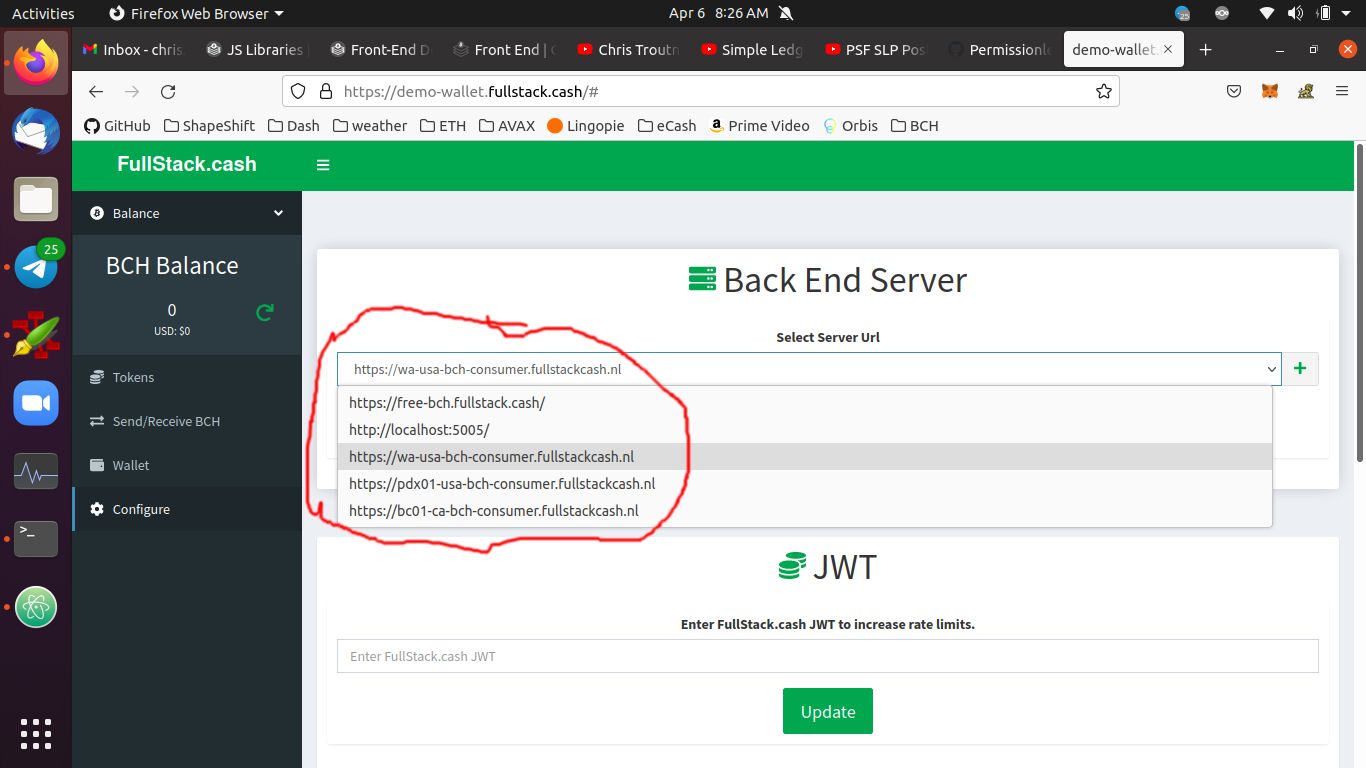 Activities Firefox Web Browser Apr 6 8:26 AM 25
Inbox - chris. JS Libraries Front-End D Front End | C Chris Troutn Simple Ledg PSF SLP Pos Permissionle demo-wallet.
https://demo-wallet.fullstack.cash/#
GitHub ShapeShift Dash weather ETH AVAX Lingopie eCash Prime Video Orbis BCH
FullStack.cash
Balance
25
BCH Balance
0
USD: $0
Tokens
Send/Receive BCH
Wallet
Configure
Back End Server
Select Server Url
https://wa-usa-bch-consumer.fullstackcash.nl
https://free-bch.fullstack.cash/
http://localhost:5005/
https://wa-usa-bch-consumer.fullstackcash.nl
https://pdx01-usa-bch-consumer.fullstackcash.nl
https://bc01-ca-bch-consumer.fullstackcash.nl
JWT
Enter FullStack.cash JWT to increase rate limits.
Enter FullStack.cash JWT
Update